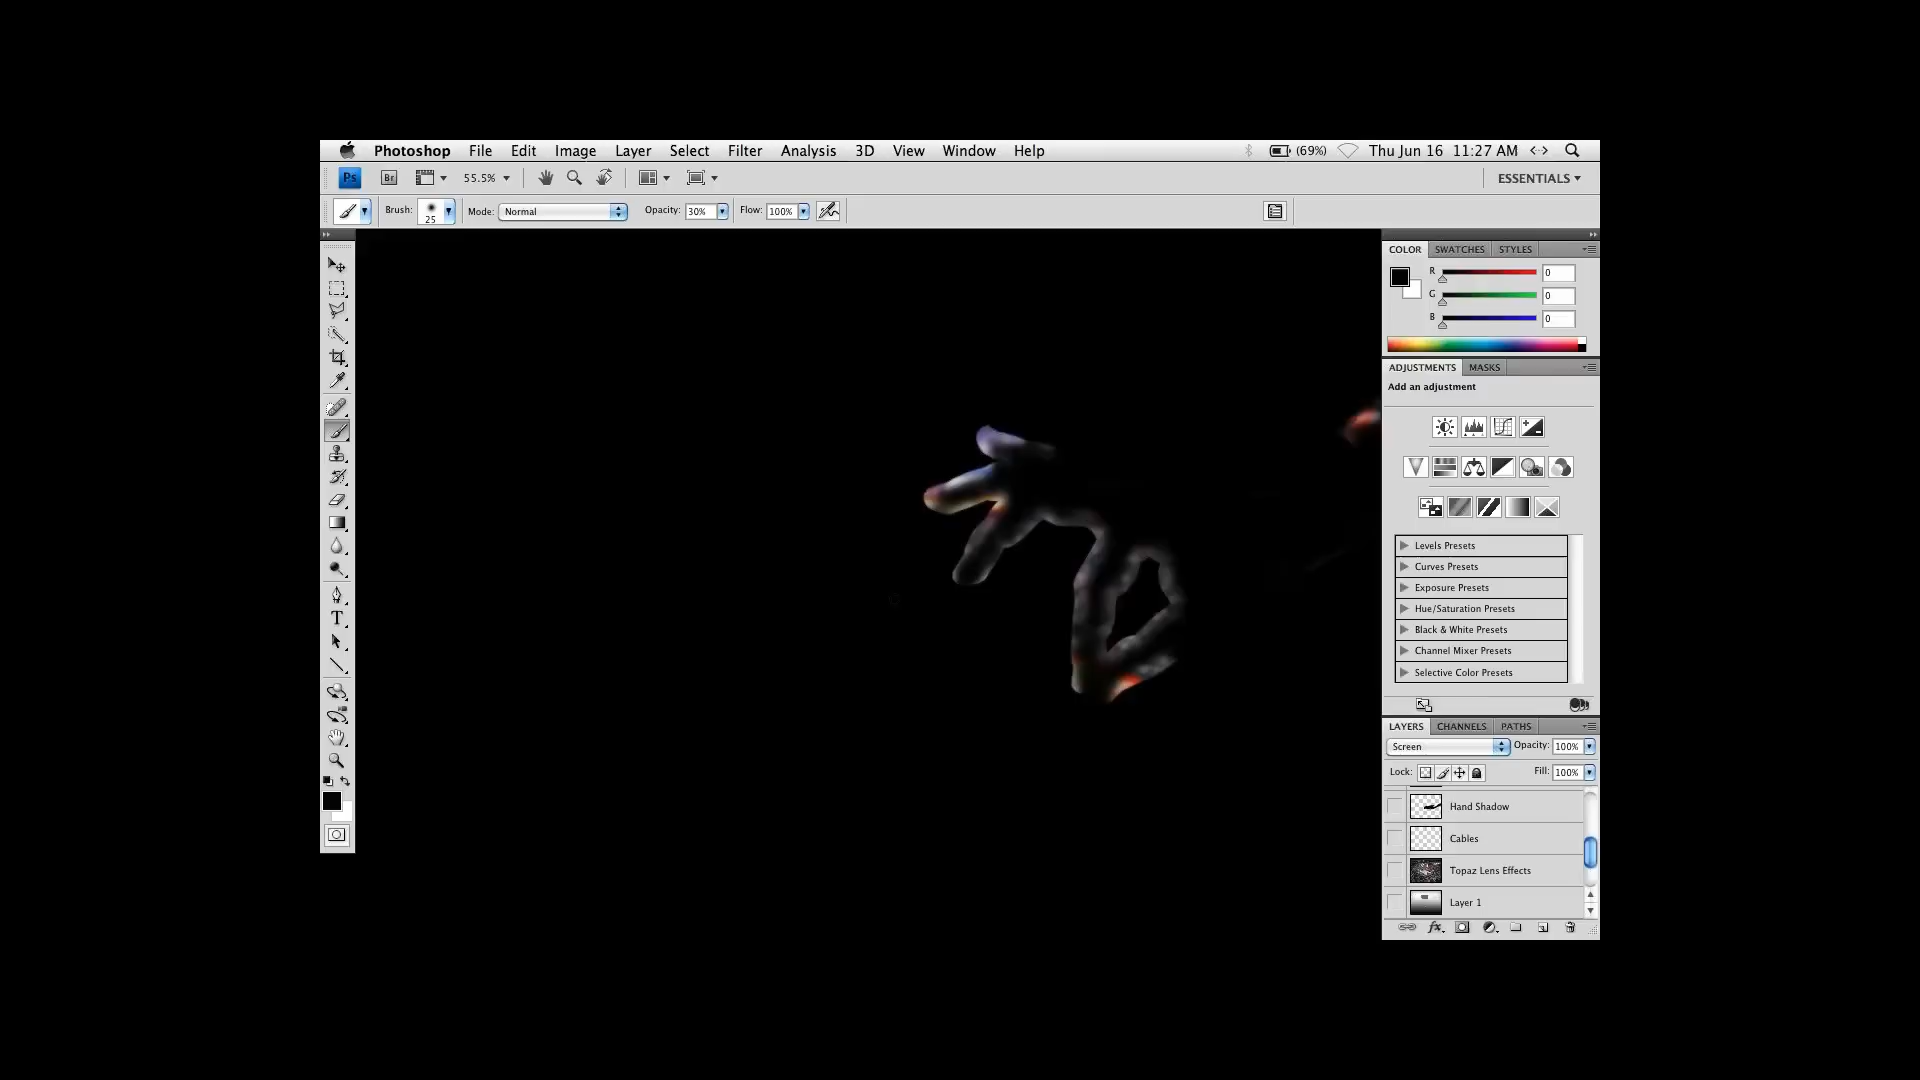 Photoshop File Edit Image Layer Select Filter Analysis 3D View Window Help (69%) Thu Jun 16 11:27 AM
Ps Br 55.5% ESSENTIALS
Brush: 25 Mode: Normal Opacity: 30% Flow: 100%
COLOR SWATCHES STYLES
R 0
G 0
B 0
ADJUSTMENTS MASKS
Add an adjustment
Levels Presets
Curves Presets
Exposure Presets
Hue/Saturation Presets
Black & White Presets
Channel Mixer Presets
Selective Color Presets
LAYERS CHANNELS PATHS
Screen Opacity: 100%
Lock: Fill: 100%
Hand Shadow
Cables
Topaz Lens Effects
Layer 1
fx
T